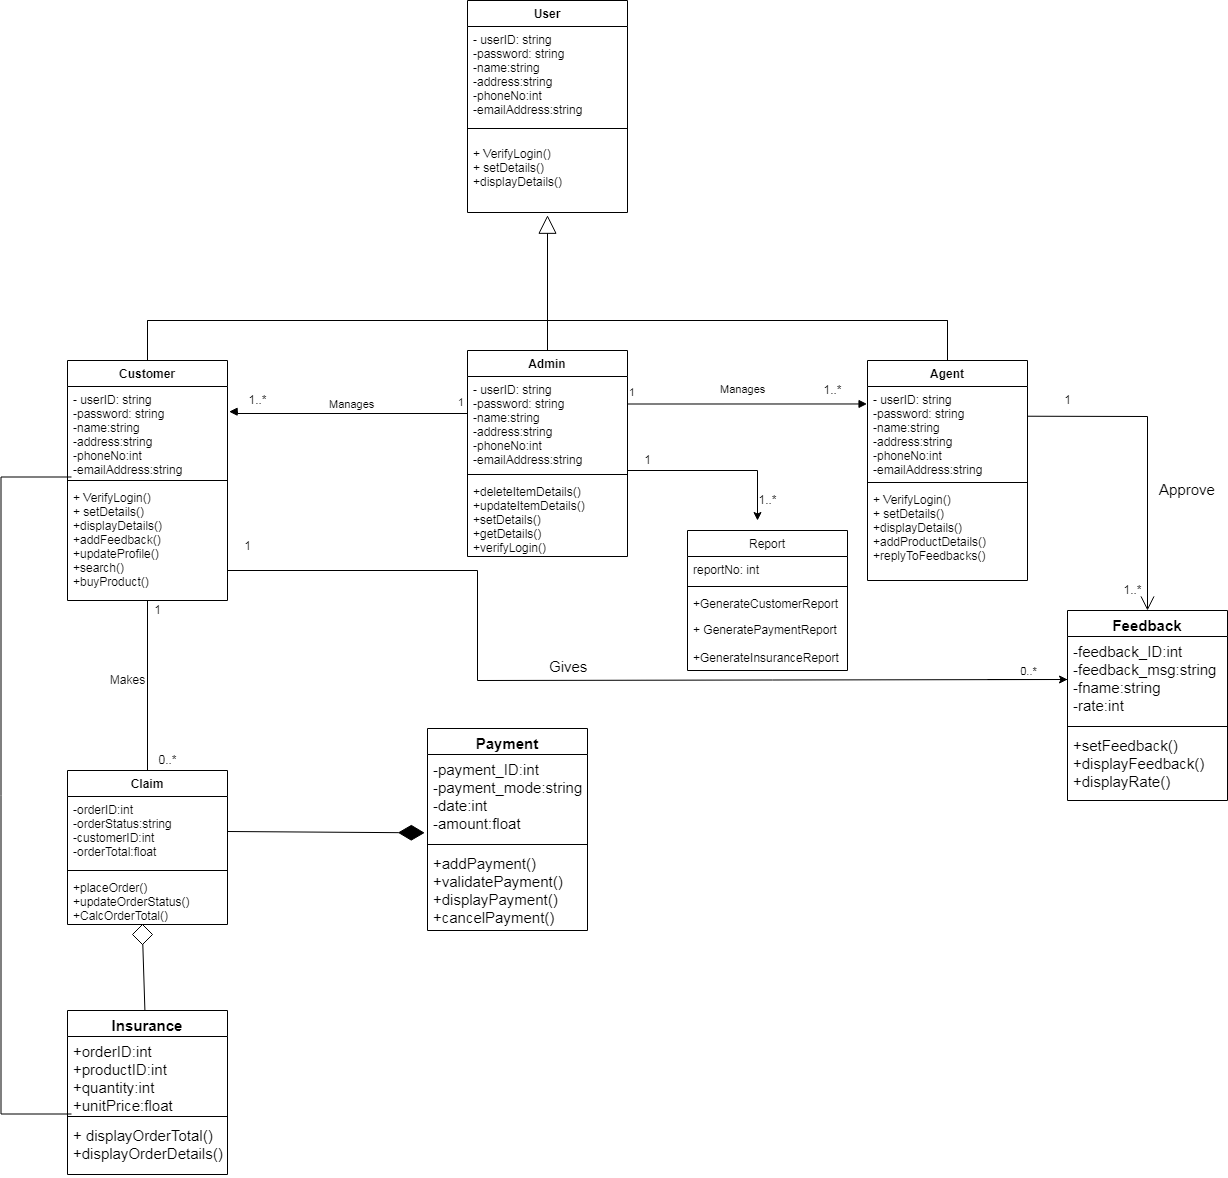 User
- userID: string
-password: string
-name:string
-address:string
-phoneNo:int
-emailAddress:string
+ VerifyLogin()
+ setDetails()
+displayDetails()
Customer
- userID: string
-password: string
-name:string
-address:string
-phoneNo:int
-emailAddress:string
+ VerifyLogin()
+ setDetails()
+displayDetails()
+addFeedback()
+updateProfile()
+search()
+buyProduct()
1..*
Manages
1
Admin
- userID: string
-password: string
-name:string
-address:string
-phoneNo:int
-emailAddress:string
+deleteItemDetails()
+updateItemDetails()
+setDetails()
+getDetails()
+verifyLogin()
1
Manages
1..*
Agent
- userID: string
-password: string
-name:string
-address:string
-phoneNo:int
-emailAddress:string
+ VerifyLogin()
+ setDetails()
+displayDetails()
+addProductDetails()
+replyToFeedbacks()
1
Approve
1..*
1
1..*
Report
reportNo: int
+GenerateCustomerReport
+ GeneratePaymentReport
+GenerateInsuranceReport
1
Gives
0..*
Feedback
-feedback_ID:int
-feedback_msg:string
-fname:string
-rate:int
+setFeedback()
+displayFeedback()
+displayRate()
1
Makes
0..*
Claim
-orderID:int
-orderStatus:string
-customerID:int
-orderTotal:float
+placeOrder()
+updateOrderStatus()
+CalcOrderTotal()
Payment
-payment_ID:int
-payment_mode:string
-date:int
-amount:float
+addPayment()
+validatePayment()
+displayPayment()
+cancelPayment()
Insurance
+orderID:int
+productID:int
+quantity:int
+unitPrice:float
+ displayOrderTotal()
+displayOrderDetails()